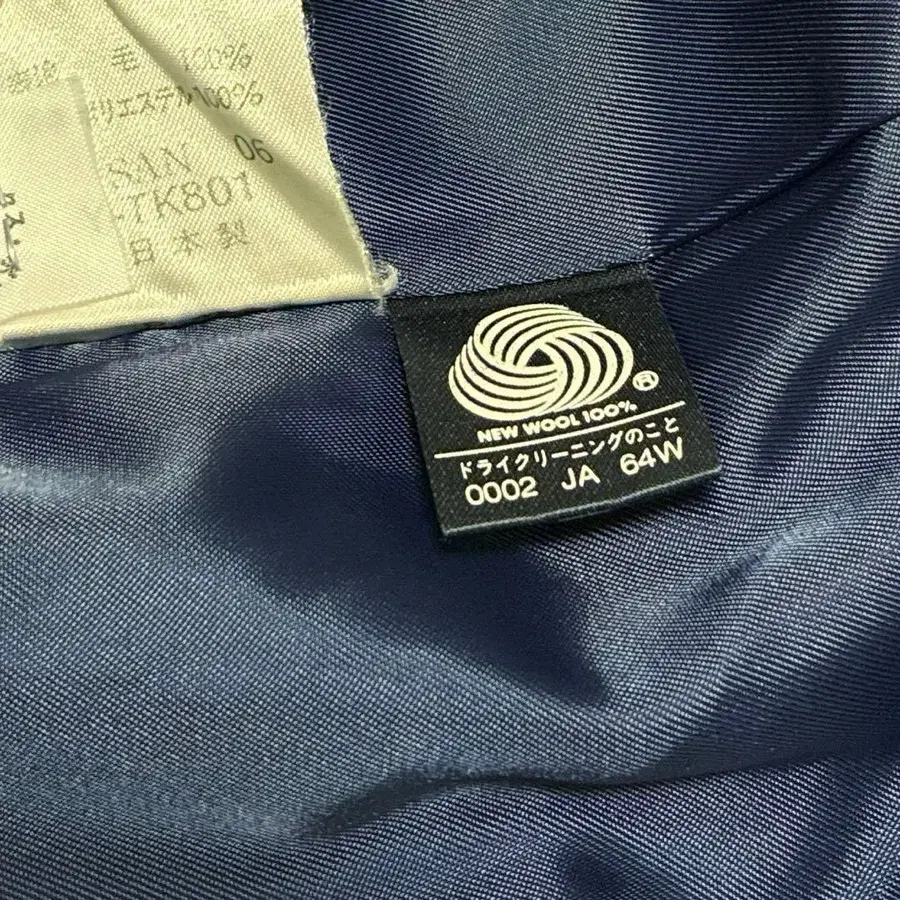 毛 100%
リエステル100%
SAN 06
TK801
日本製
®
NEW WOOL 100%
ドライクリーニングのこと
0002 JA 64W